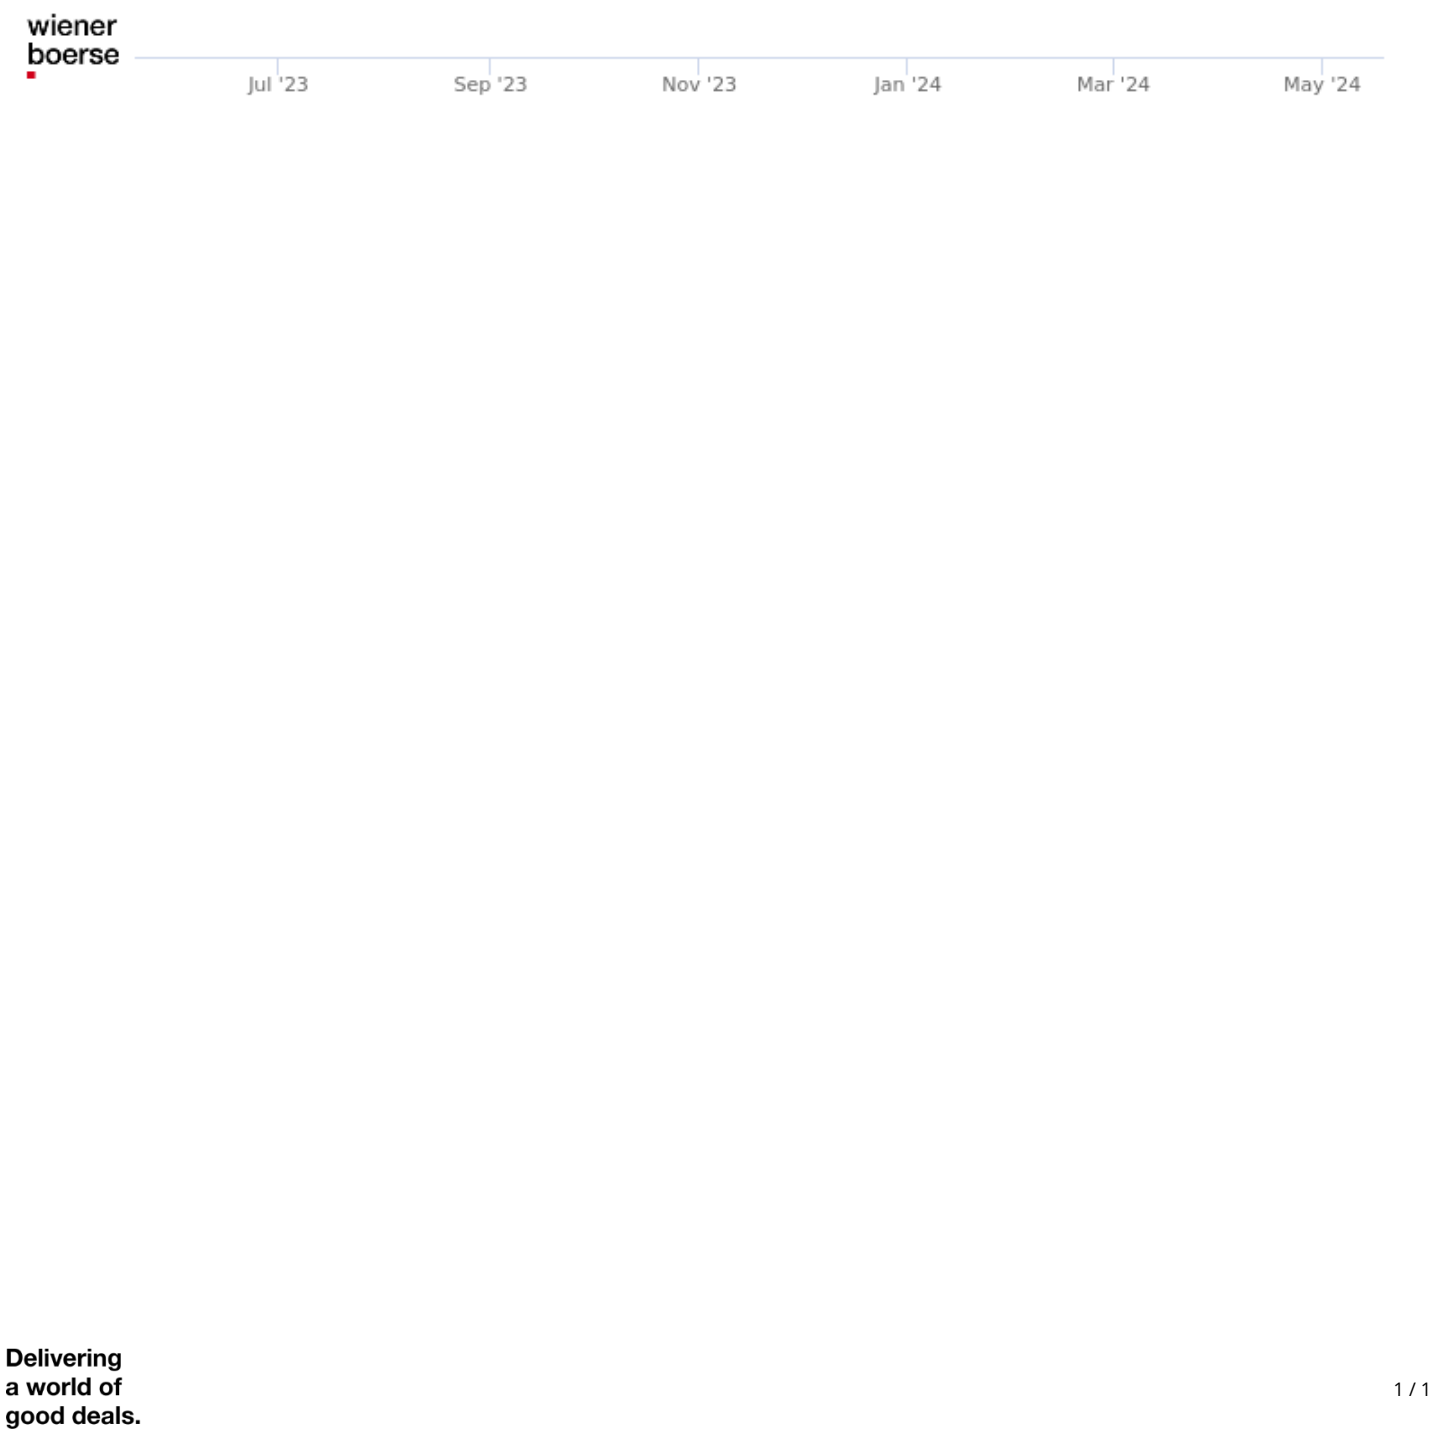 wiener
boerse
Jul '23
Sep '23
Nov '23
Jan '24
Mar '24
May '24
Delivering
a world of
good deals.
1 / 1